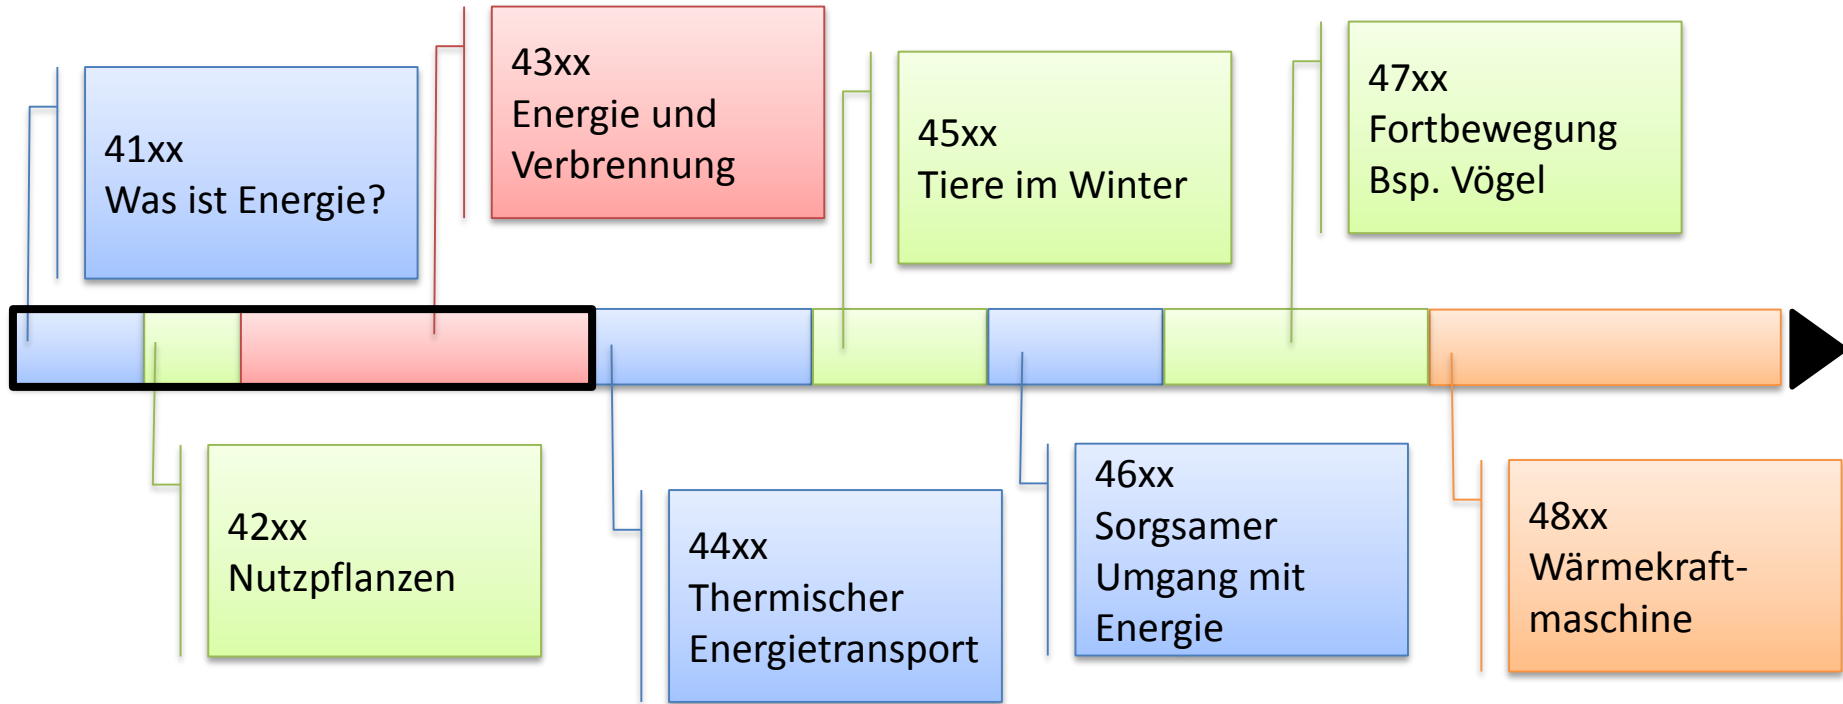 41xx
Was ist Energie?
43xx
Energie und
Verbrennung
45xx
Tiere im Winter
47xx
Fortbewegung
Bsp. Vögel
42xx
Nutzpflanzen
44xx
Thermischer
Energietransport
46xx
Sorgsamer
Umgang mit
Energie
48xx
Wärmekraft-
maschine